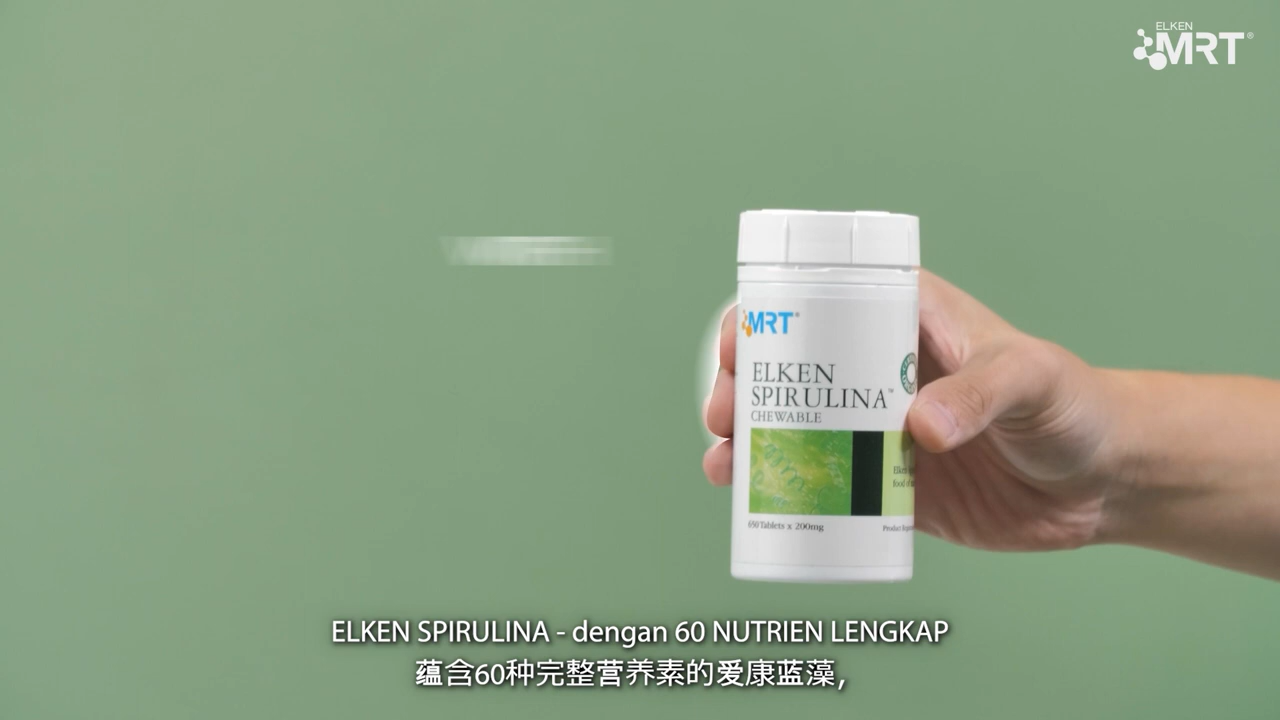 ELKEN
MRT®
MRT®
ELKEN
SPIRULINA™
CHEWABLE
650 Tablets x 200mg
ELKEN SPIRULINA - dengan 60 NUTRIEN LENGKAP
蕴含60种完整营养素的爱康蓝藻，